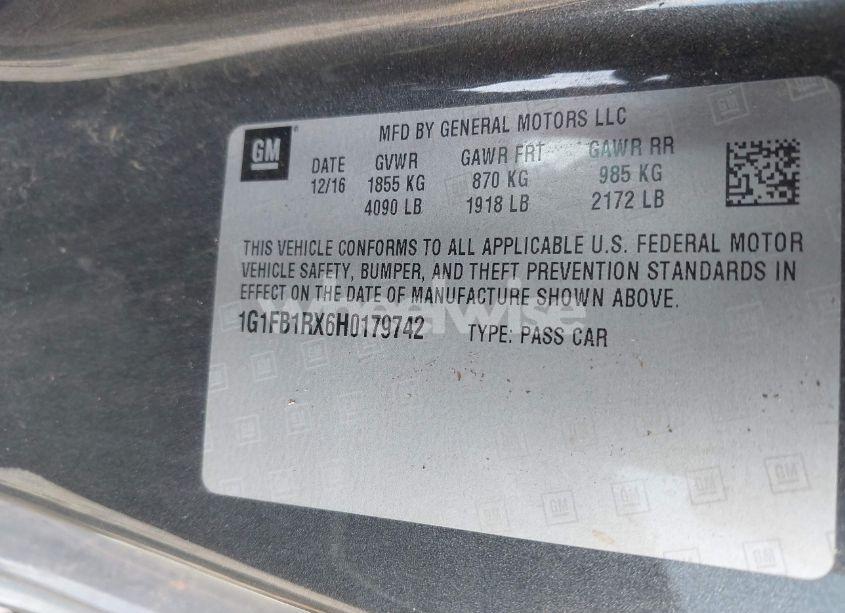 GM
MFD BY GENERAL MOTORS LLC
DATE GVWR GAWR FRT GAWR RR
12/16 1855 KG 870 KG 985 KG
4090 LB 1918 LB 2172 LB
THIS VEHICLE CONFORMS TO ALL APPLICABLE U.S. FEDERAL MOTOR
VEHICLE SAFETY, BUMPER, AND THEFT PREVENTION STANDARDS IN
EFFECT ON THE DATE OF MANUFACTURE SHOWN ABOVE.
1G1FB1RX6H0179742 TYPE: PASS CAR
Wheelwise